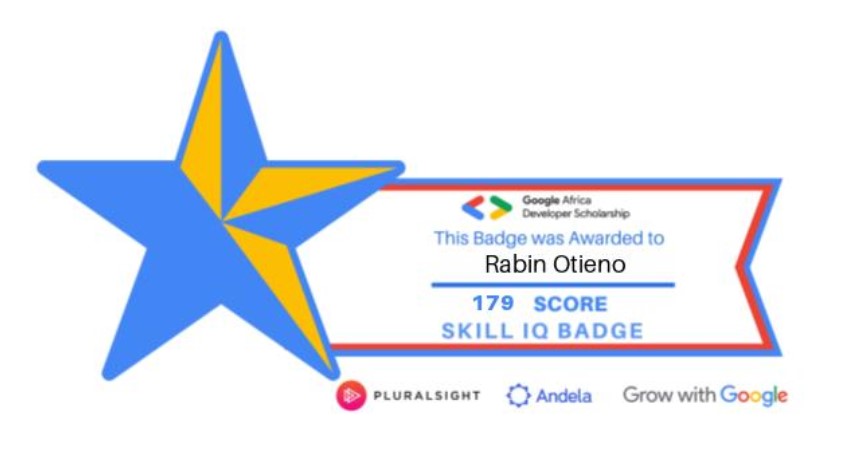 Google Africa
Developer Scholarship
This Badge was Awarded to
Rabin Otieno
179 SCORE
SKILL IQ BADGE
PLURALSIGHT Andela Grow with Google